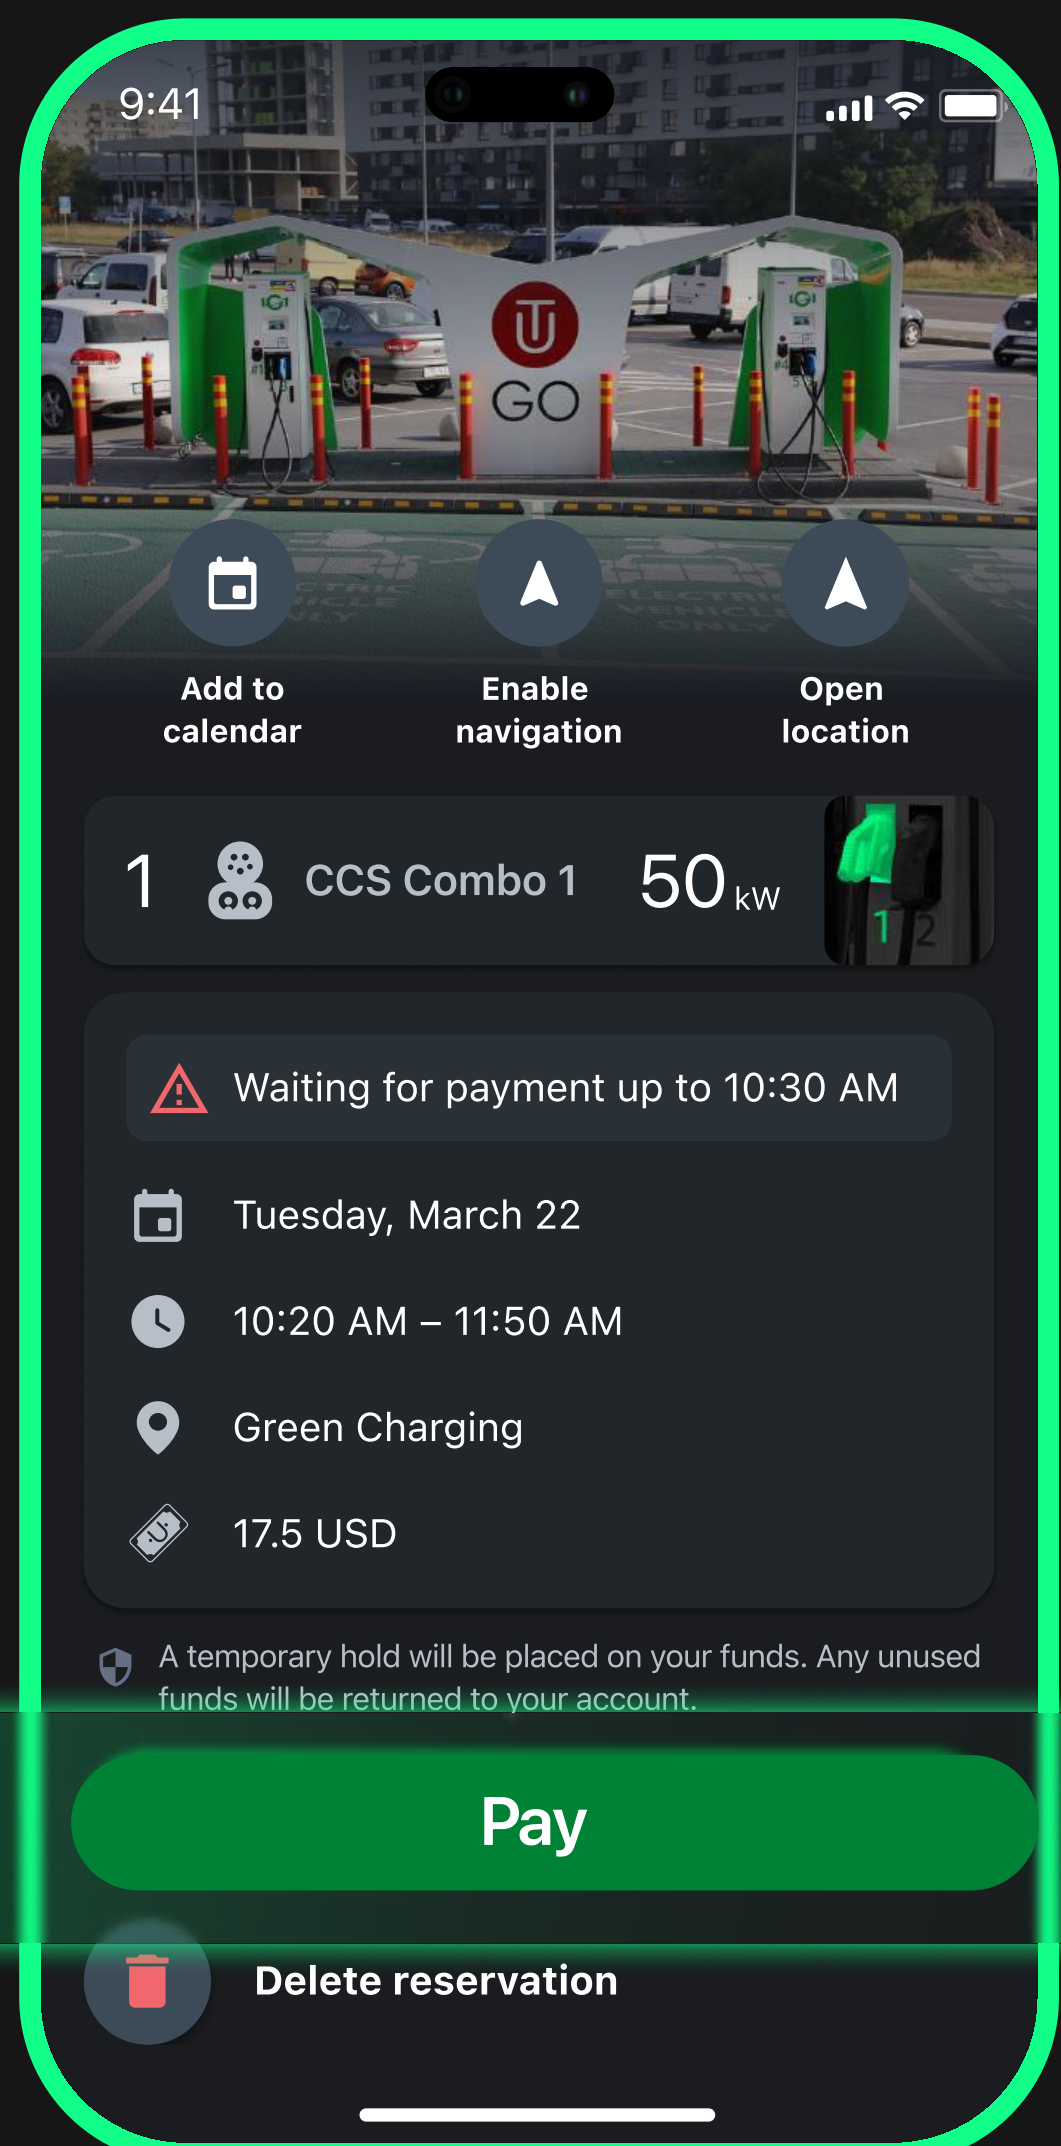 9:41
GO
ELECTRIC
VEHICLE
ONLY
Add to
calendar
Enable
navigation
Open
location
1
CCS Combo 1
50 kW
1
2
Waiting for payment up to 10:30 AM
Tuesday, March 22
10:20 AM – 11:50 AM
Green Charging
17.5 USD
A temporary hold will be placed on your funds. Any unused
funds will be returned to your account.
Pay
Delete reservation